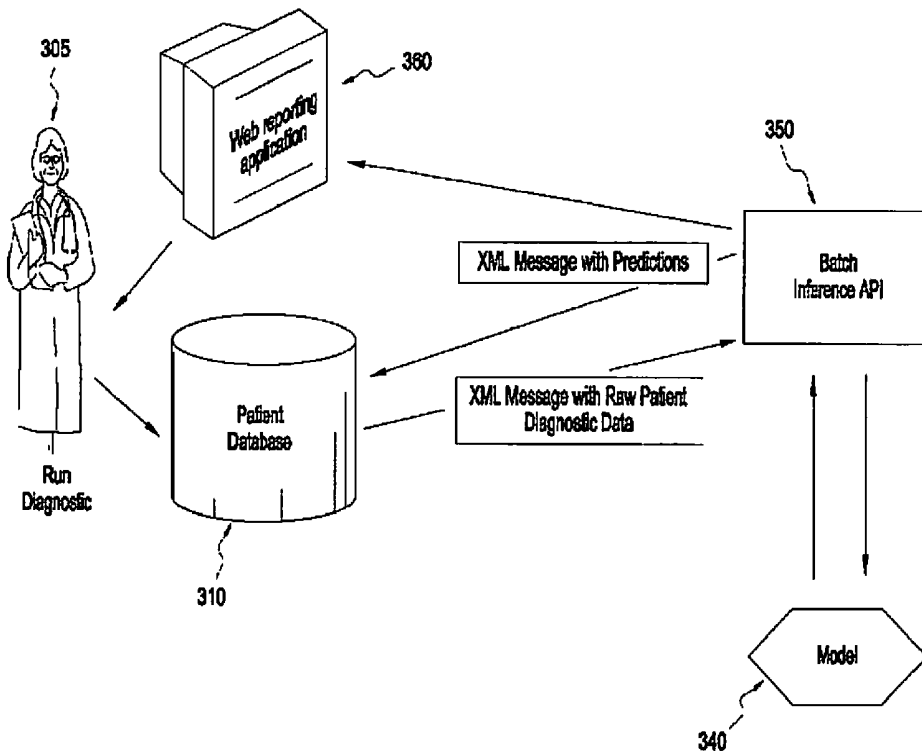 305
360
Web reporting
application
350
XML Message with Predictions
Batch
Inference API
Patient
Database
XML Message with Raw Patient
Diagnostic Data
Run
Diagnostic
310
Model
340